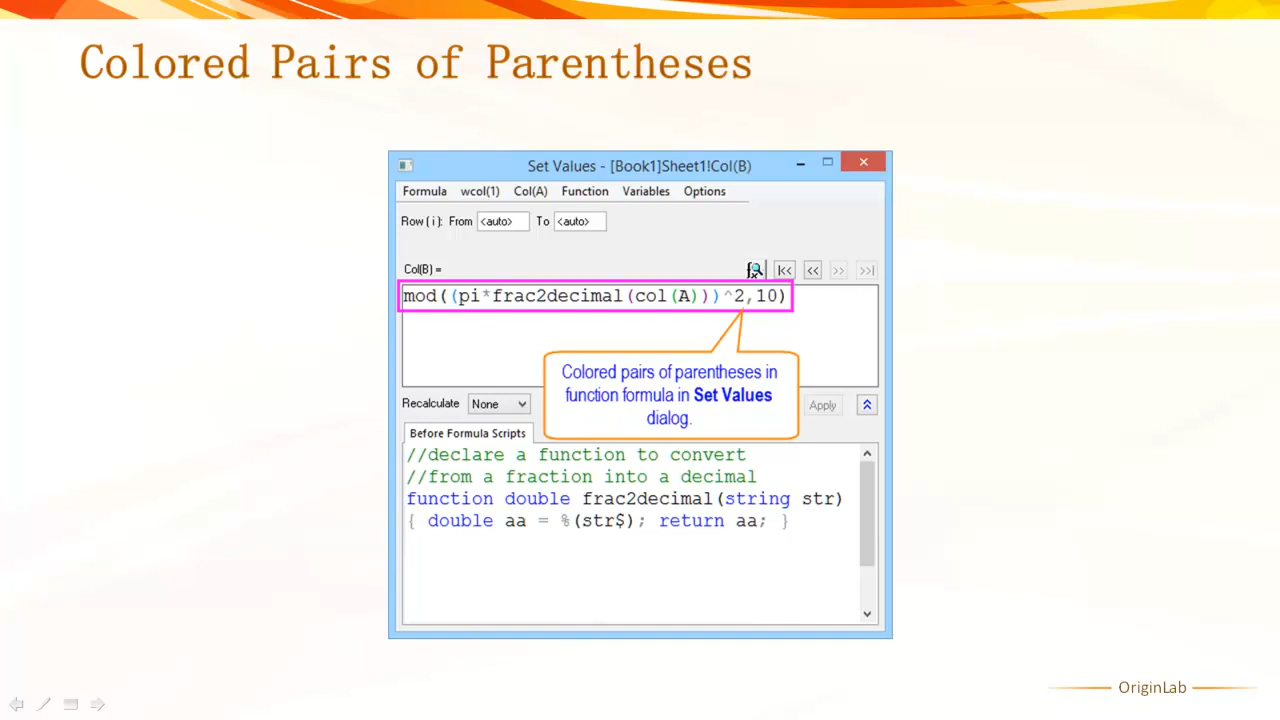 Colored Pairs of Parentheses
Set Values - [Book1]Sheet1!Col(B)
Formula wcol(1) Col(A) Function Variables Options
Row ( i ): From <auto> To <auto>
Col(B) =
mod((pi*frac2decimal(col(A)))^2,10)
Colored pairs of parentheses in
function formula in Set Values
dialog.
Recalculate None Apply
Before Formula Scripts
//declare a function to convert
//from a fraction into a decimal
function double frac2decimal(string str)
{ double aa = %(str$); return aa; }
OriginLab